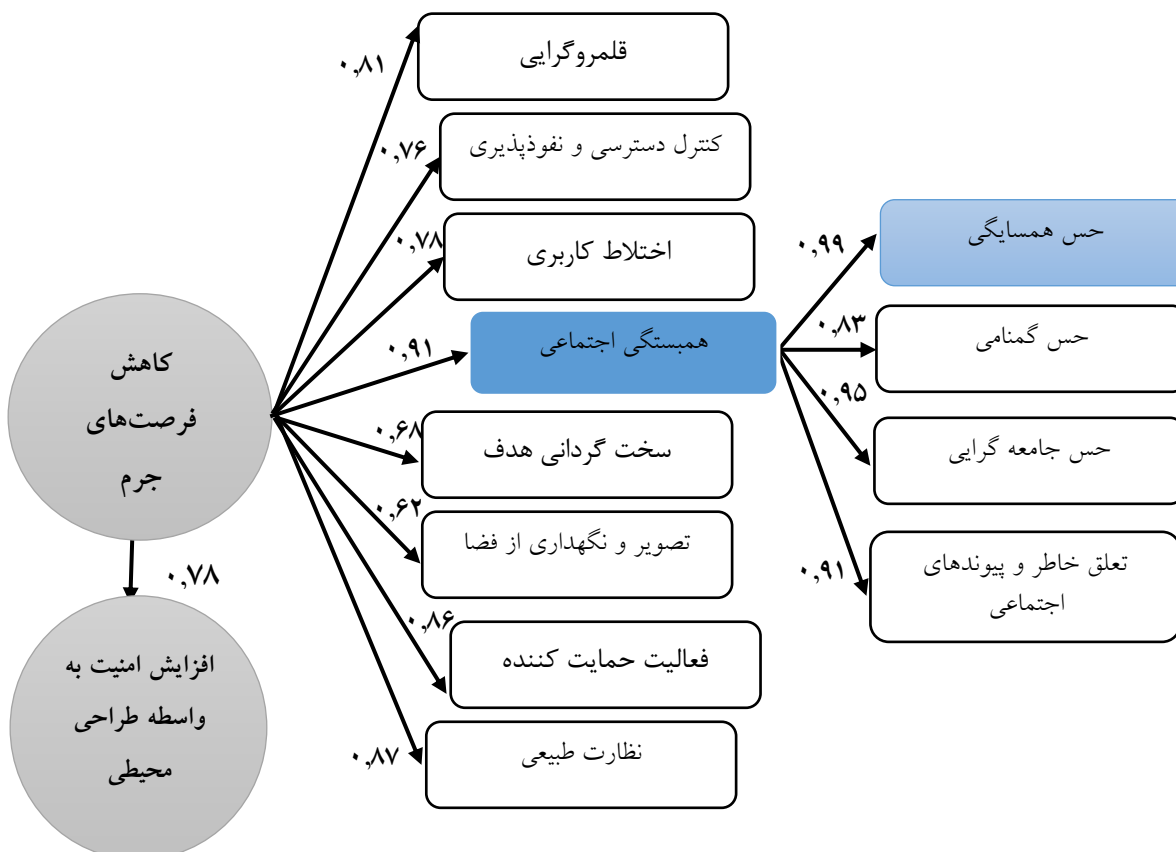 قلمروگرایی
۰,۸۱
کنترل دسترسی و نفوذپذیری
۰,۷۶
اختلاط کاربری
۰,۷۸
همبستگی اجتماعی
۰,۹۱
سخت گردانی هدف
۰,۶۸
تصویر و نگهداری از فضا
۰,۶۲
فعالیت حمایت کننده
۰,۸۶
نظارت طبیعی
۰,۸۷
حس همسایگی
۰,۹۹
حس گمنامی
۰,۸۳
حس جامعه گرایی
۰,۹۵
تعلق خاطر و پیوندهای
اجتماعی
۰,۹۱
کاهش
فرصت‌های
جرم
۰,۷۸
افزایش امنیت به
واسطه طراحی
محیطی